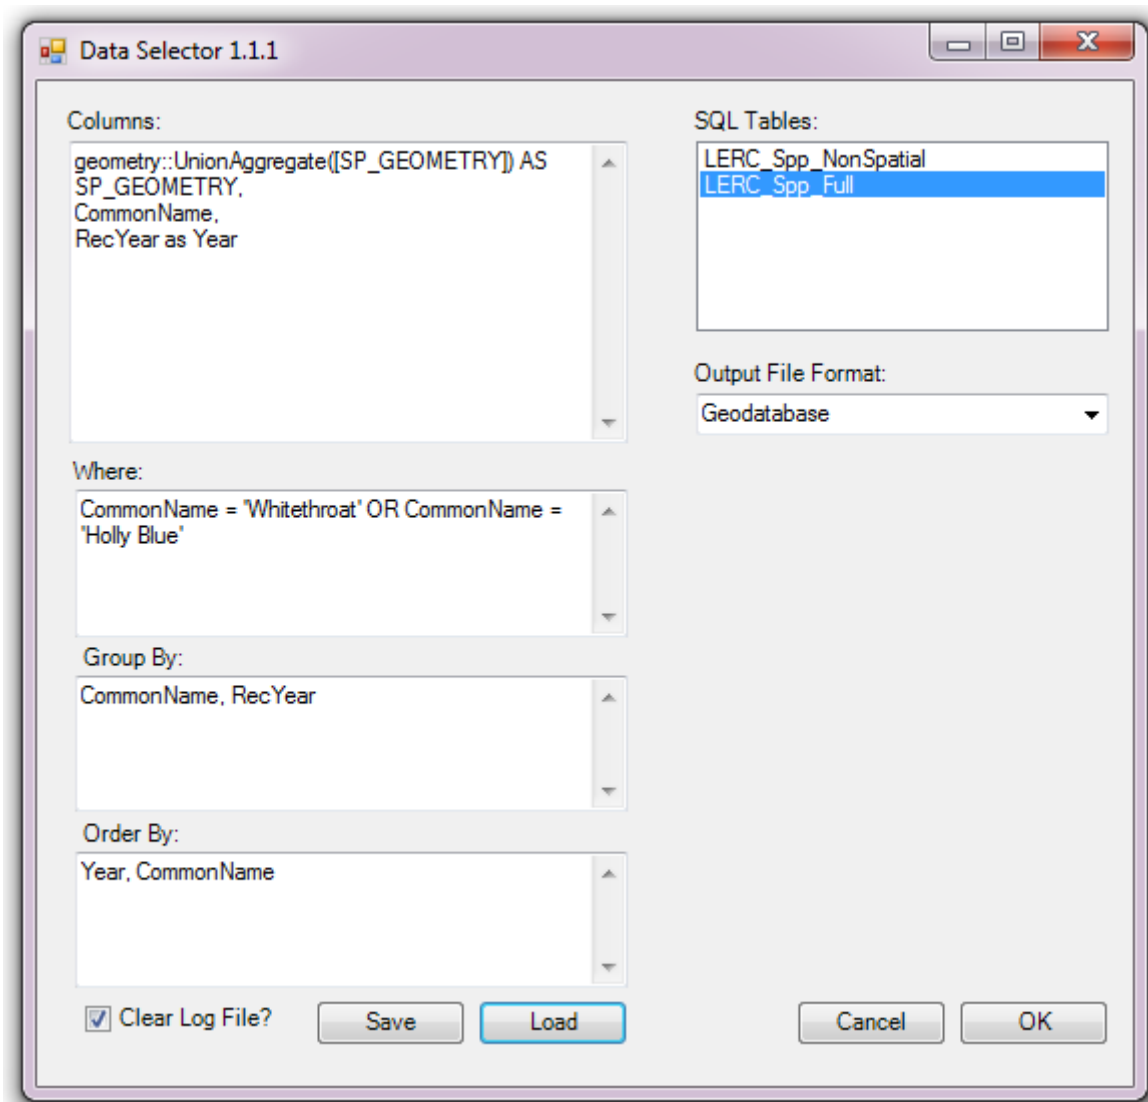 Data Selector 1.1.1
Columns:
geometry::UnionAggregate([SP_GEOMETRY]) AS
SP_GEOMETRY,
CommonName,
RecYear as Year
SQL Tables:
LERC_Spp_NonSpatial
LERC_Spp_Full
Output File Format:
Geodatabase
Where:
CommonName = 'Whitethroat' OR CommonName =
'Holly Blue'
Group By:
CommonName, RecYear
Order By:
Year, CommonName
Clear Log File?
Save
Load
Cancel
OK